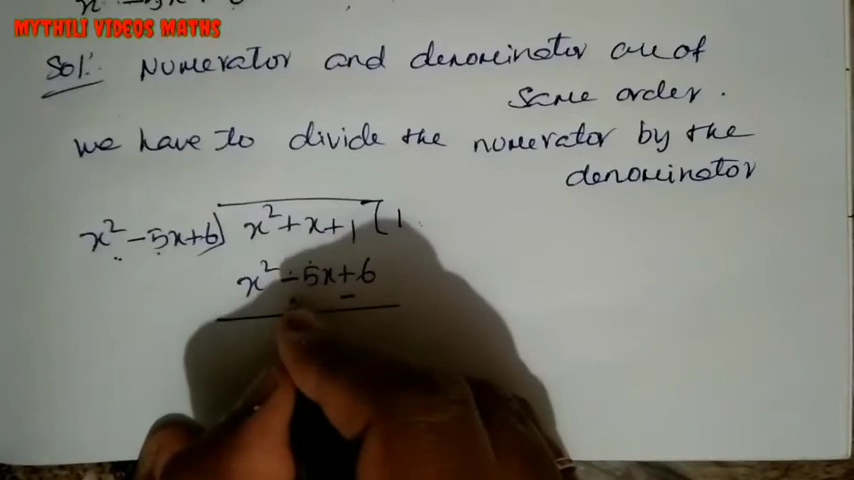 MYTHILI VIDEOS MATHS
Sol:. Numerator and denominator are of
same order.
we have to divide the numerator by the
denominator
x² - 5x + 6 ) x² + x + 1 ( 1
x² - 5x + 6